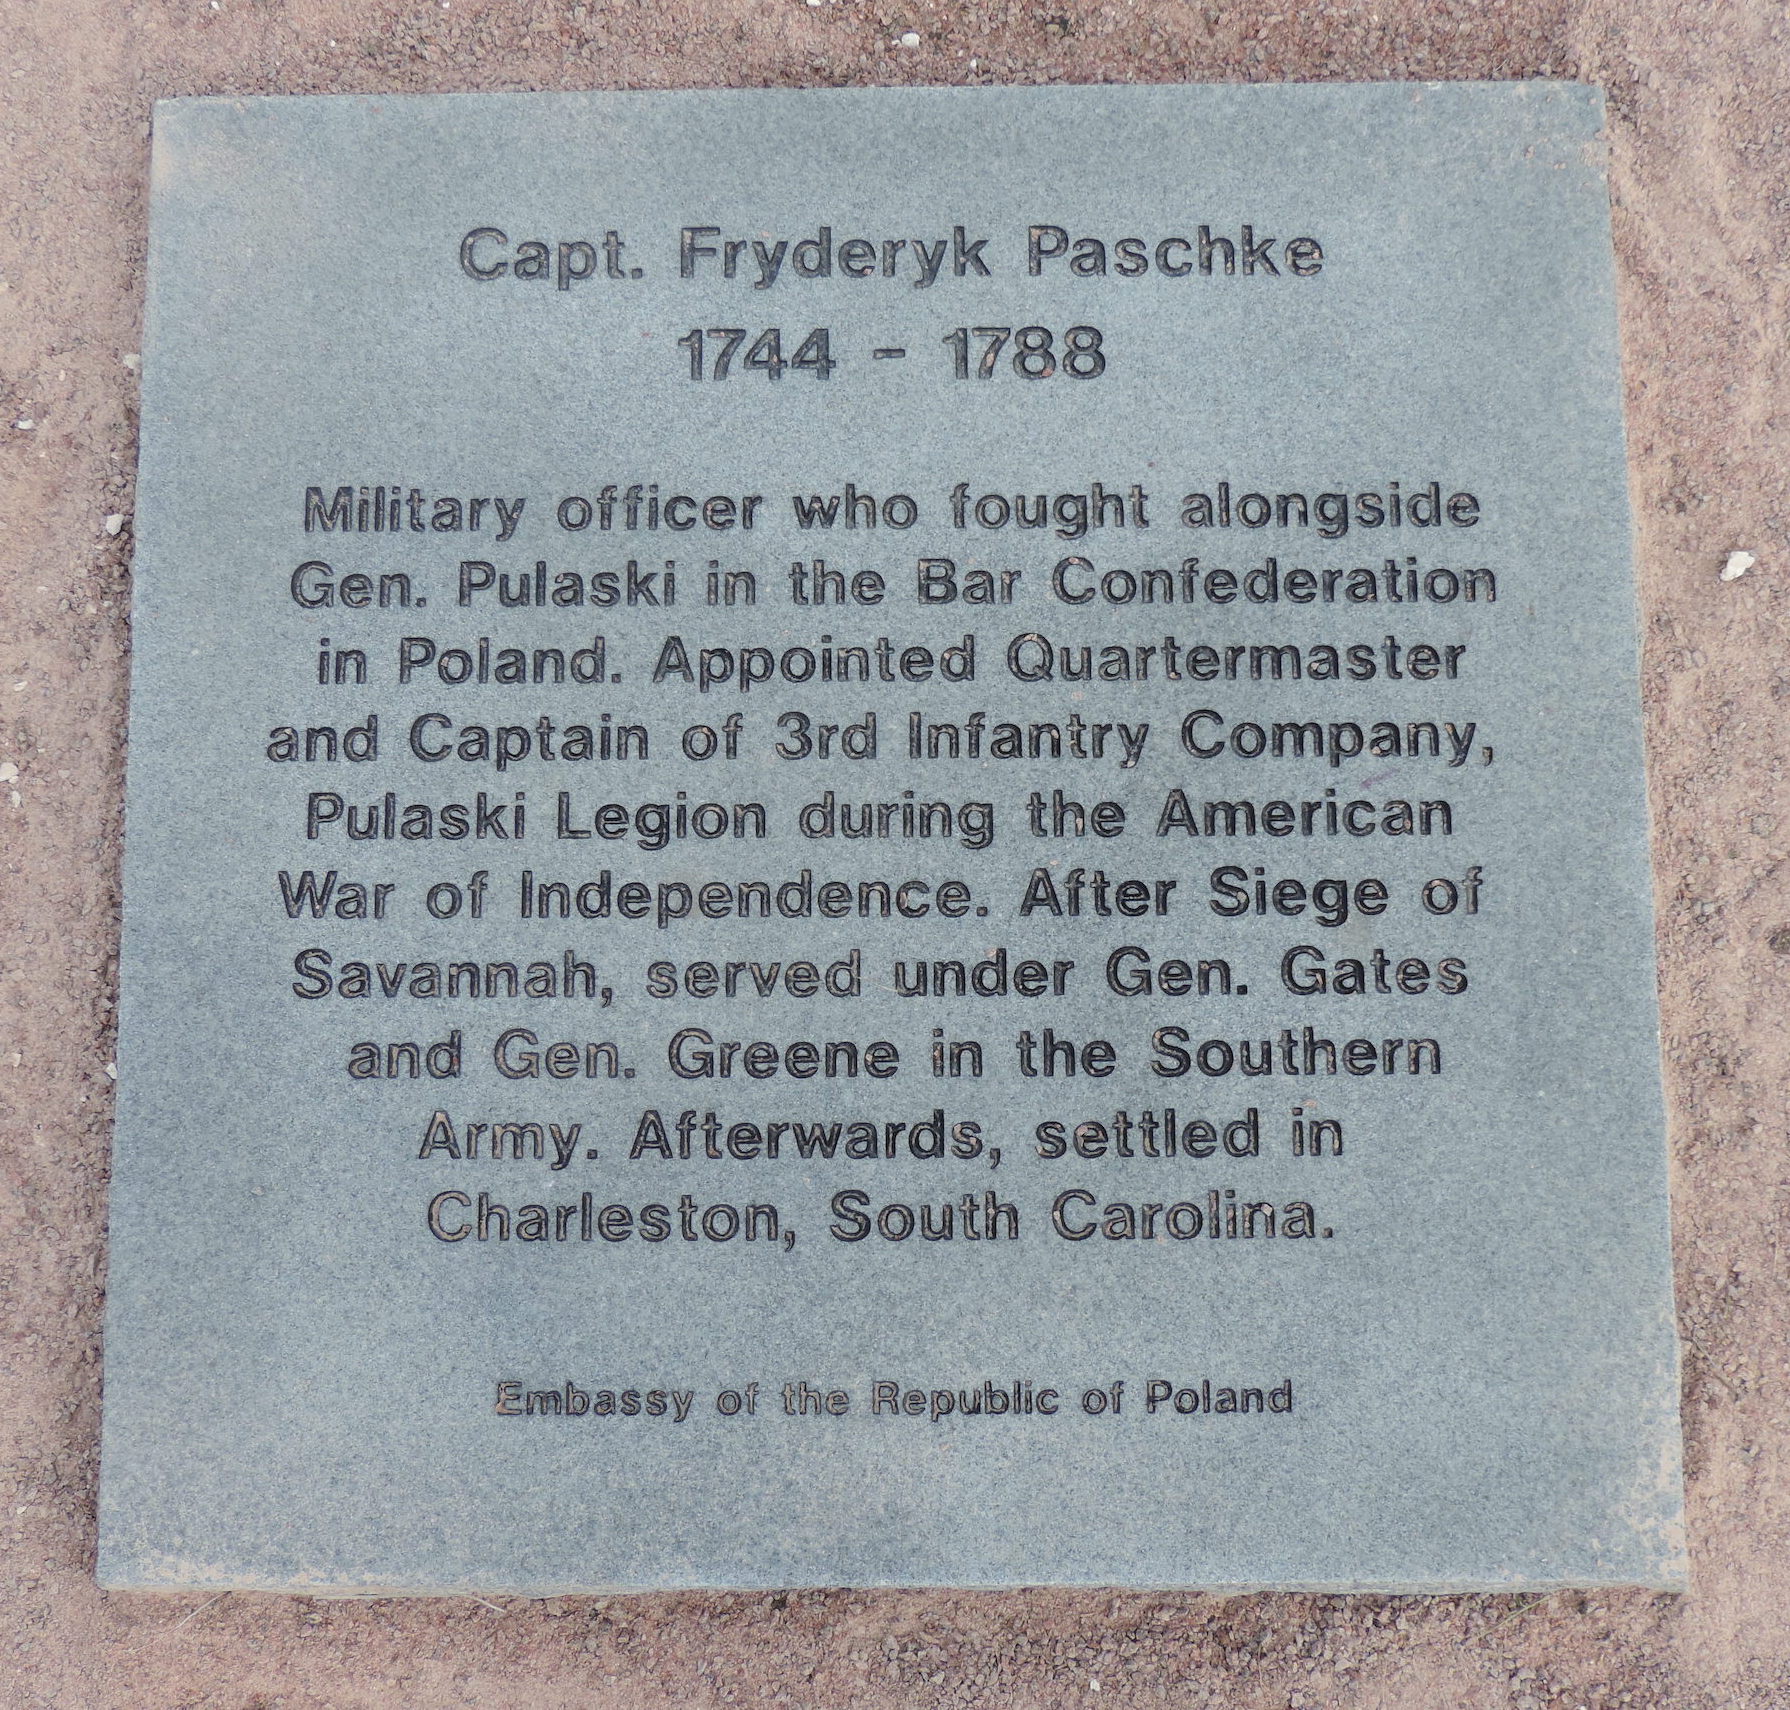 Capt. Fryderyk Paschke
1744 - 1788
Military officer who fought alongside
Gen. Pulaski in the Bar Confederation
in Poland. Appointed Quartermaster
and Captain of 3rd Infantry Company,
Pulaski Legion during the American
War of Independence. After Siege of
Savannah, served under Gen. Gates
and Gen. Greene in the Southern
Army. Afterwards, settled in
Charleston, South Carolina.
Embassy of the Republic of Poland